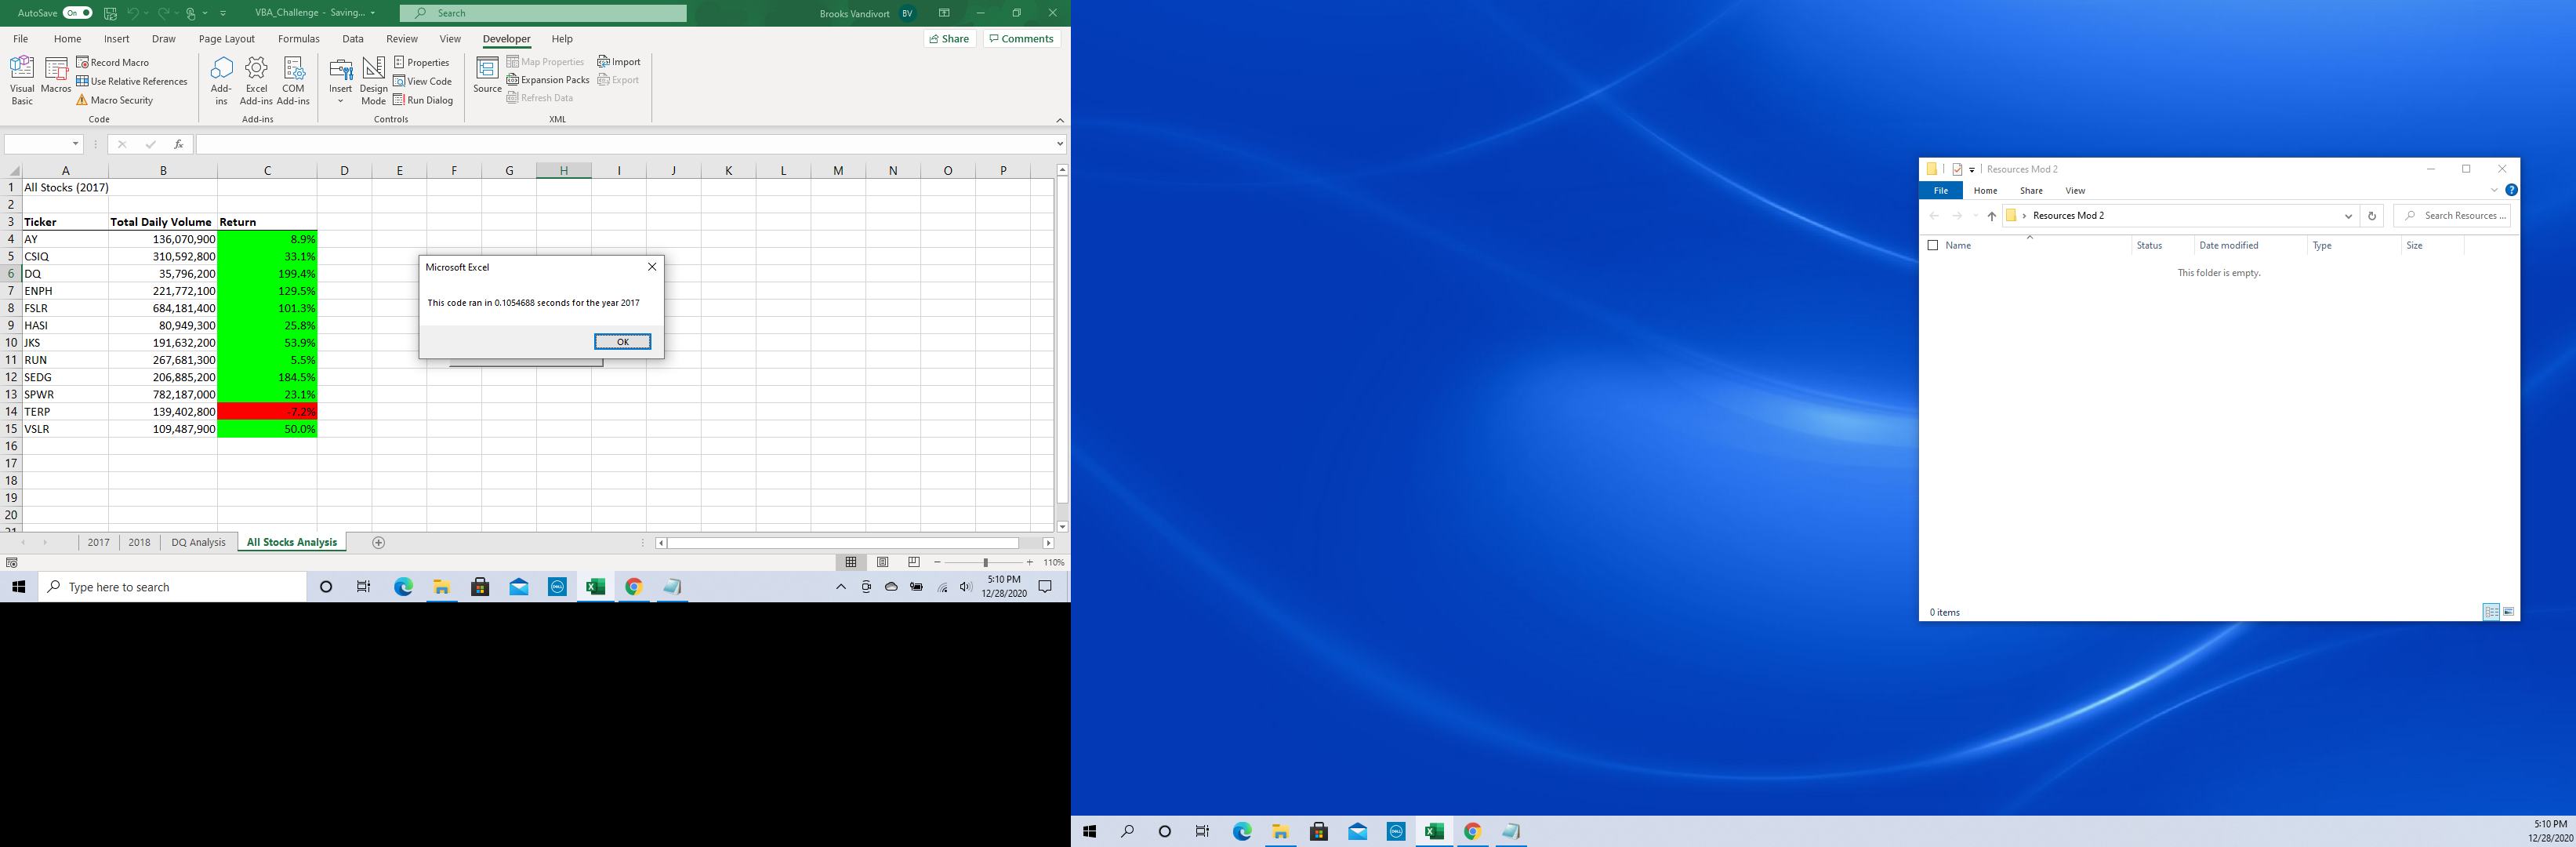 AutoSave On VBA_Challenge - Saving... Search Brooks Vandivort BV
File Home Insert Draw Page Layout Formulas Data Review View Developer Help Share Comments
Visual Basic
Macros
Record Macro
Use Relative References
Macro Security
Code
Add-ins
Excel Add-ins
COM Add-ins
Add-ins
Insert
Design Mode
Properties
View Code
Run Dialog
Controls
Source
Map Properties
Expansion Packs
Refresh Data
Import
Export
XML
fx
A B C D E F G H I J K L M N O P
1 All Stocks (2017)
2
3 Ticker Total Daily Volume Return
4 AY 136,070,900 8.9%
5 CSIQ 310,592,800 33.1%
6 DQ 35,796,200 199.4%
7 ENPH 221,772,100 129.5%
8 FSLR 684,181,400 101.3%
9 HASI 80,949,300 25.8%
10 JKS 191,632,200 53.9%
11 RUN 267,681,300 5.5%
12 SEDG 206,885,200 184.5%
13 SPWR 782,187,000 23.1%
14 TERP 139,402,800 -7.2%
15 VSLR 109,487,900 50.0%
16
17
18
19
20
21
Microsoft Excel
This code ran in 0.1054688 seconds for the year 2017
OK
2017 2018 DQ Analysis All Stocks Analysis
110%
Type here to search
DELL
5:10 PM
12/28/2020
Resources Mod 2
File Home Share View
Resources Mod 2 Search Resources ...
Name Status Date modified Type Size
This folder is empty.
0 items
DELL
5:10 PM
12/28/2020